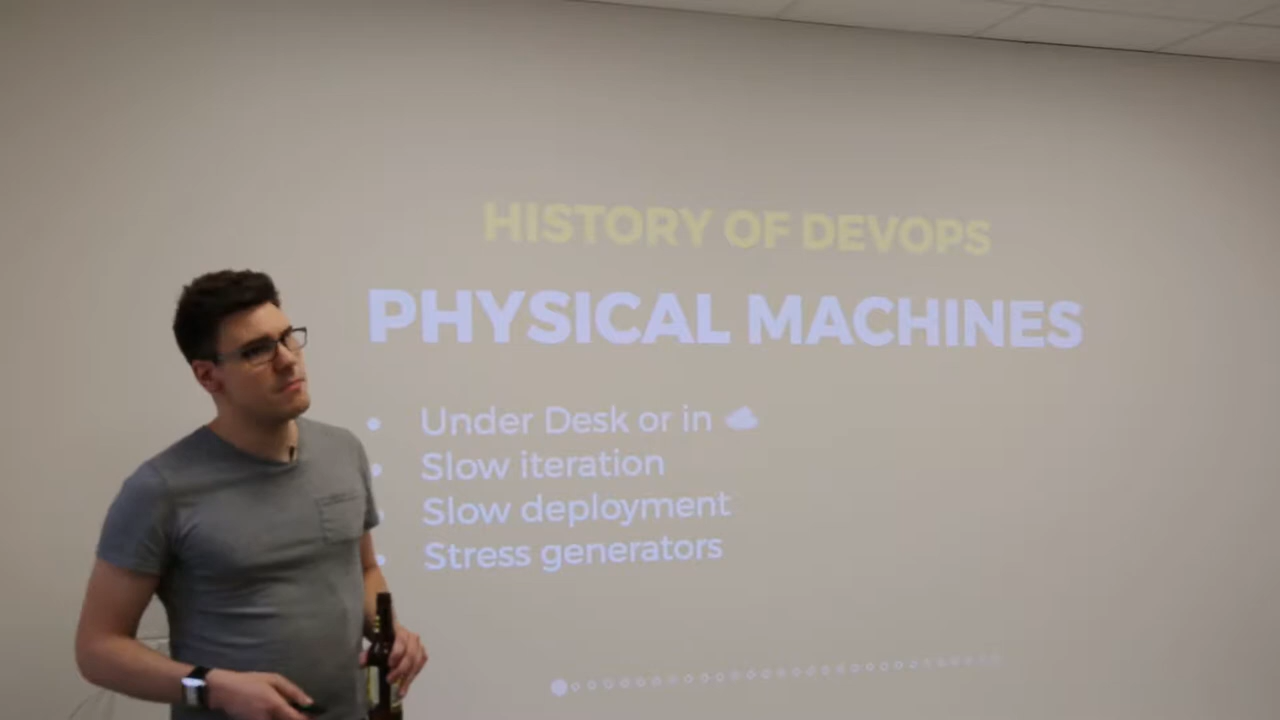 HISTORY OF DEVOPS
PHYSICAL MACHINES
Under Desk or in
Slow iteration
Slow deployment
Stress generators